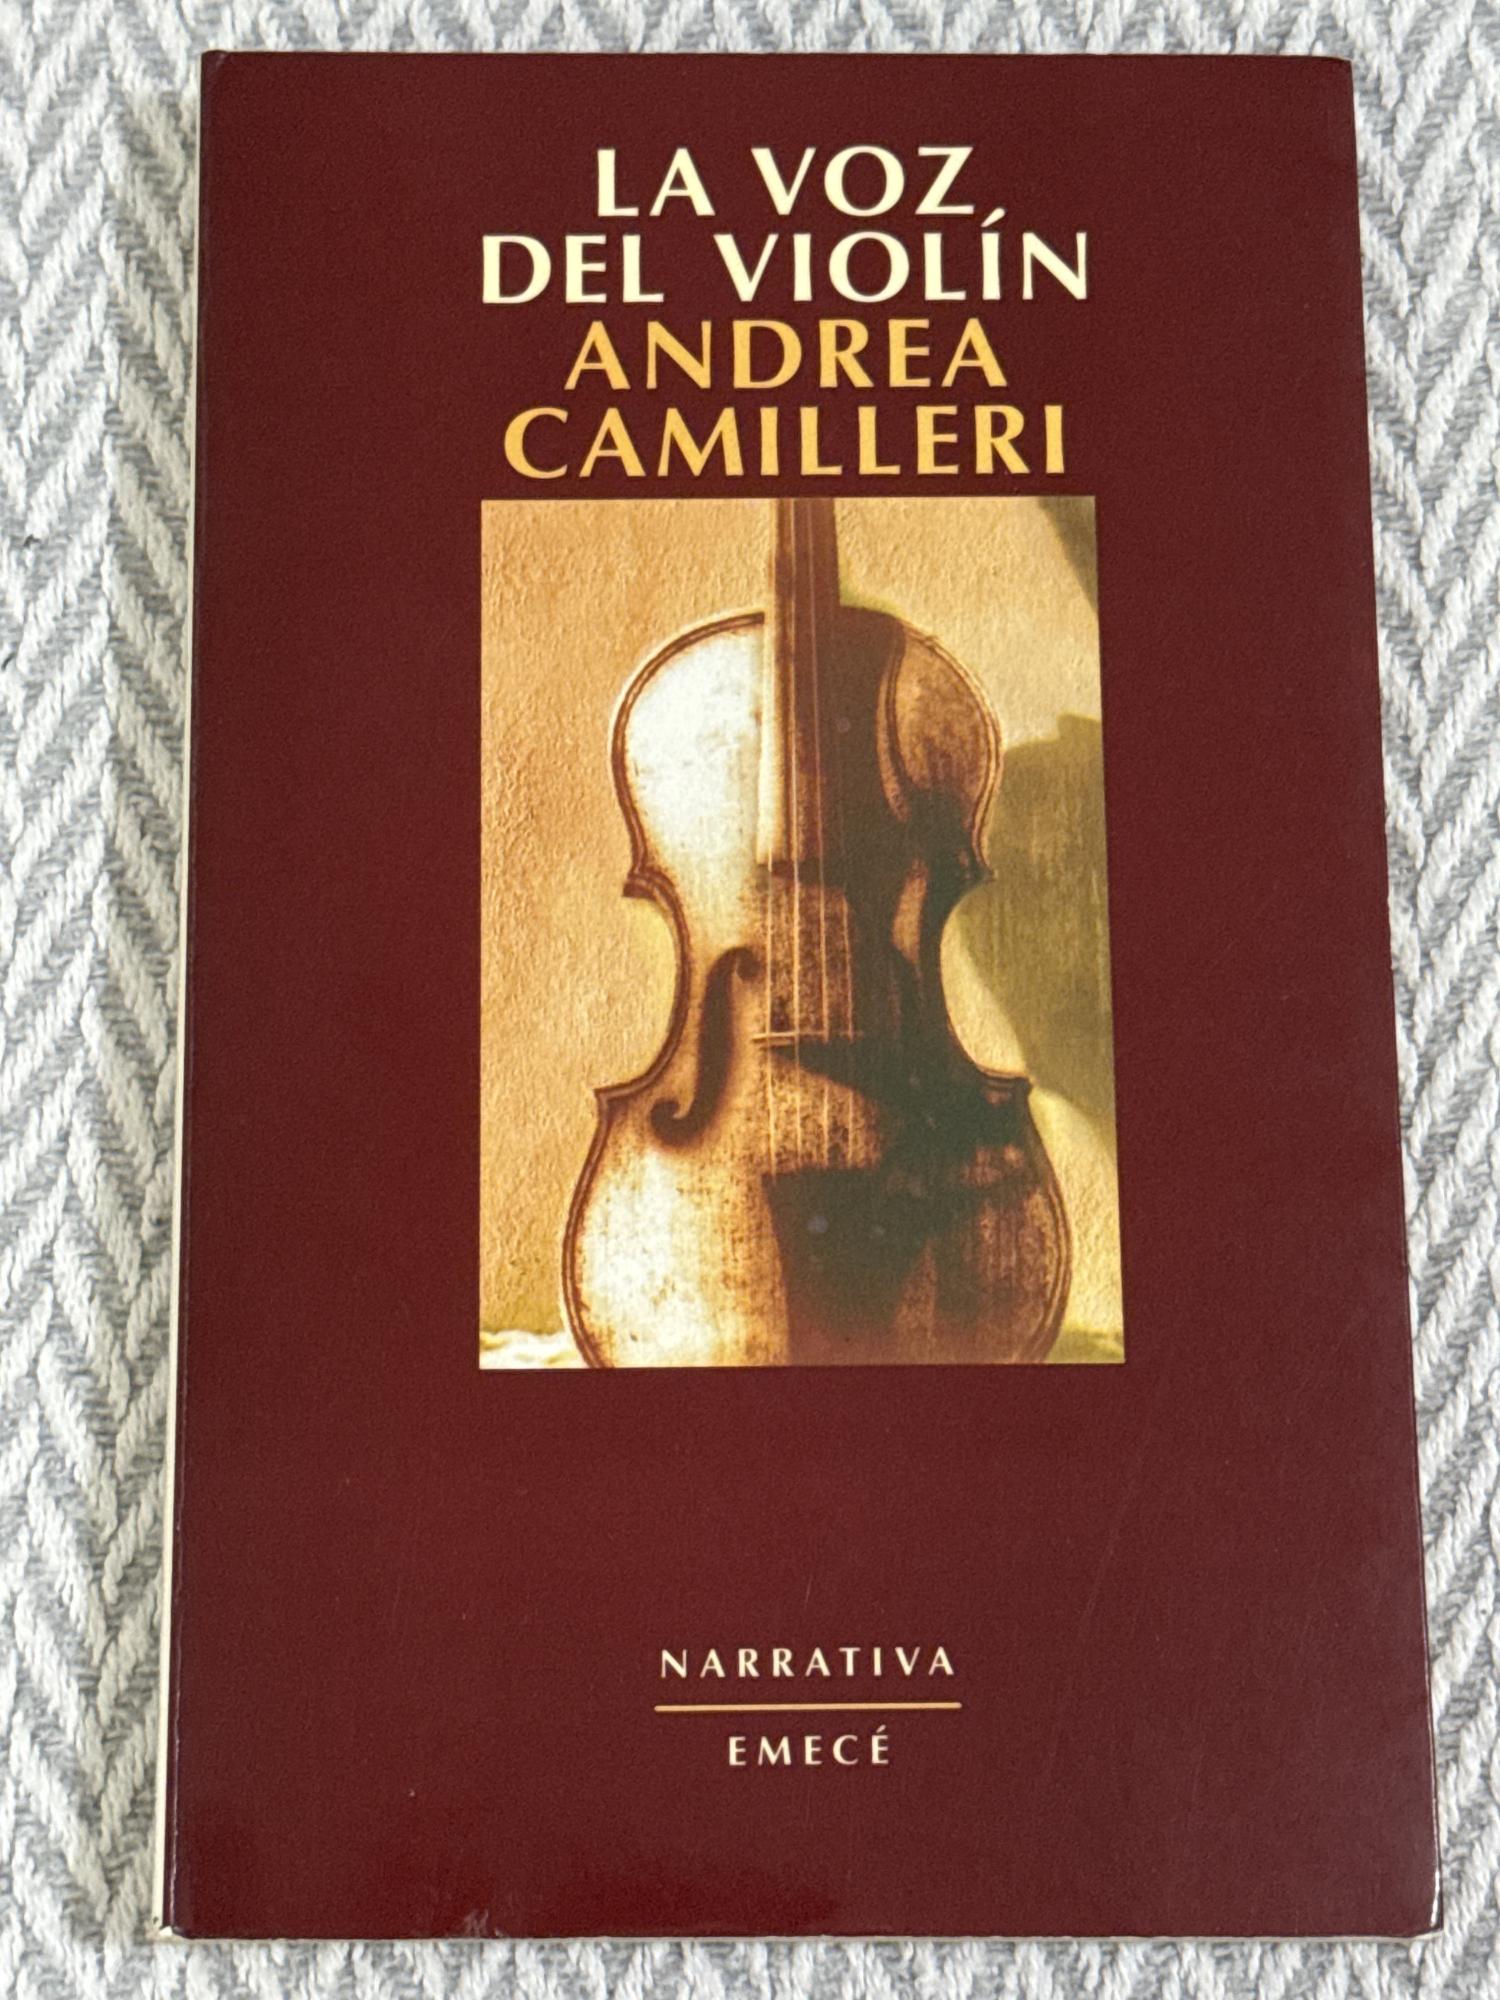 LA VOZ
DEL VIOLÍN
ANDREA
CAMILLERI
NARRATIVA
EMECÉ